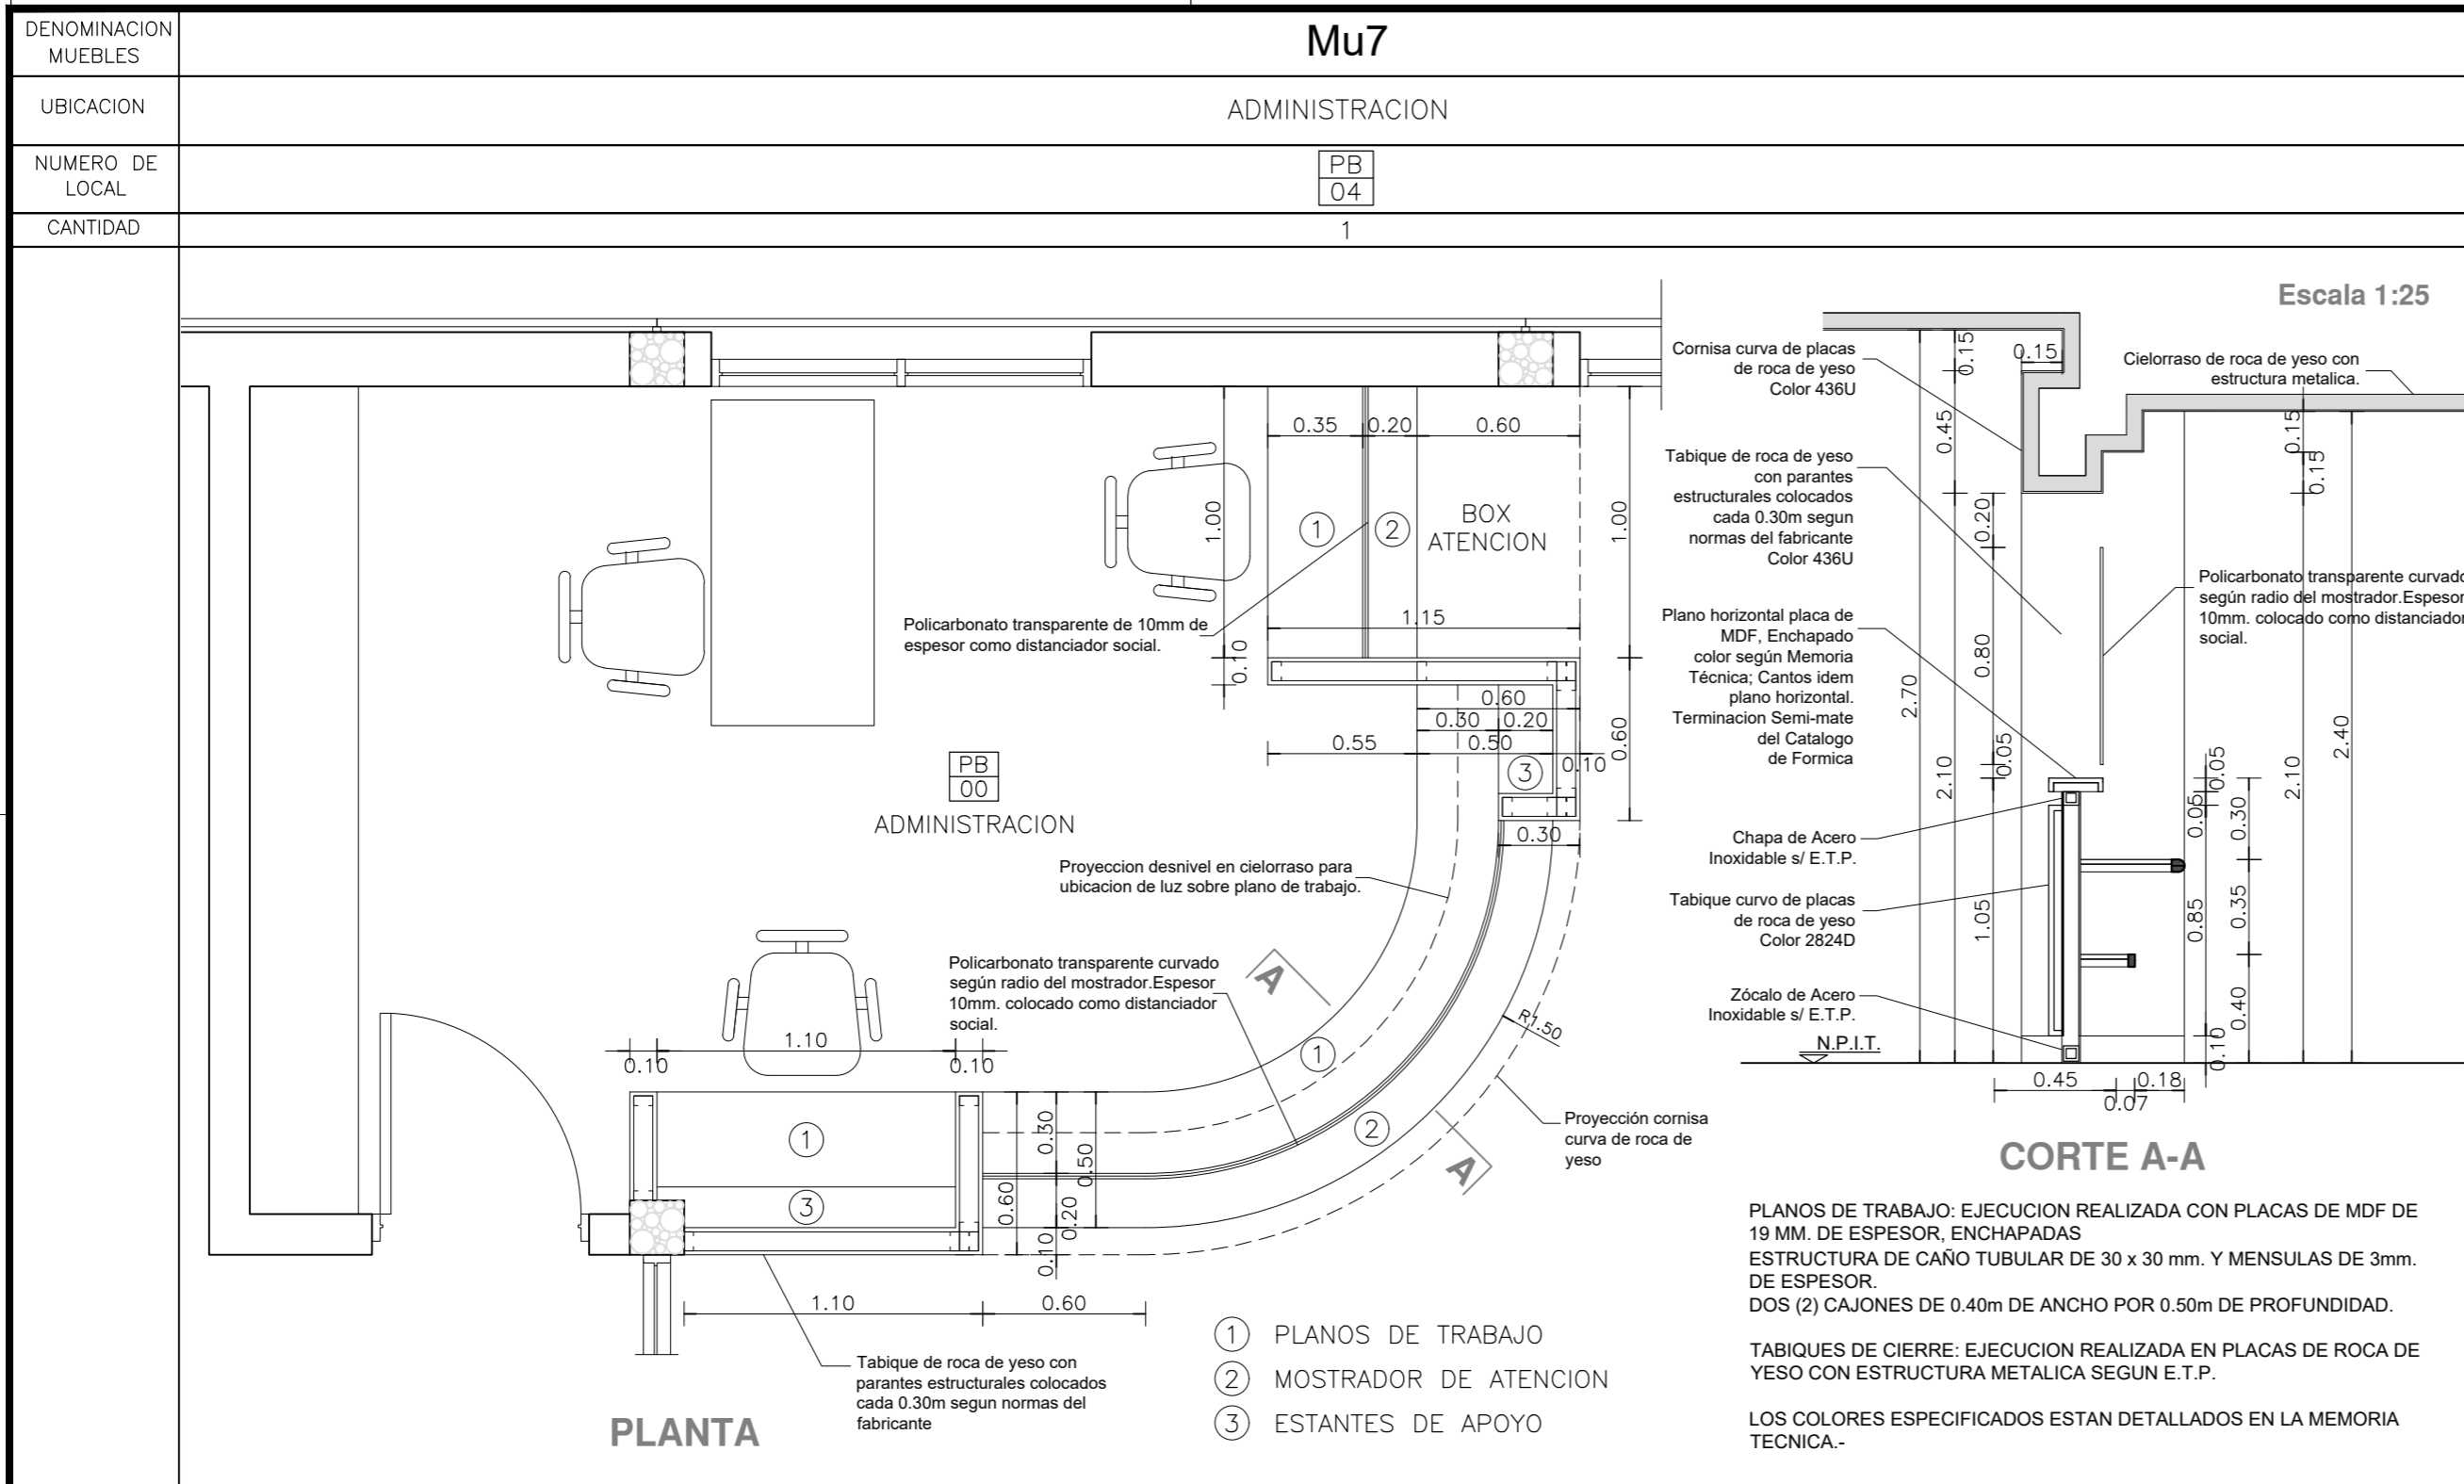 DENOMINACION
MUEBLES
Mu7
UBICACION
ADMINISTRACION
NUMERO DE
LOCAL
PB
04
CANTIDAD
1
Escala 1:25
0.35
0.20
0.60
1.00
1
2
BOX
ATENCION
1.00
Policarbonato transparente de 10mm de
espesor como distanciador social.
1.15
0.10
0.60
0.30
0.20
0.55
0.50
0.10
0.60
3
0.30
PB
00
ADMINISTRACION
Proyeccion desnivel en cielorraso para
ubicacion de luz sobre plano de trabajo.
Policarbonato transparente curvado
según radio del mostrador.Espesor
10mm. colocado como distanciador
social.
A
R1.50
1.10
0.10
0.10
1
1
3
2
0.30
0.50
0.60
0.20
0.10
A
Proyección cornisa
curva de roca de
yeso
1.10
0.60
Tabique de roca de yeso con
parantes estructurales colocados
cada 0.30m segun normas del
fabricante
PLANTA
1 PLANOS DE TRABAJO
2 MOSTRADOR DE ATENCION
3 ESTANTES DE APOYO
Cornisa curva de placas
de roca de yeso
Color 436U
Tabique de roca de yeso
con parantes
estructurales colocados
cada 0.30m segun
normas del fabricante
Color 436U
Plano horizontal placa de
MDF, Enchapado
color según Memoria
Técnica; Cantos idem
plano horizontal.
Terminacion Semi-mate
del Catalogo
de Formica
Chapa de Acero
Inoxidable s/ E.T.P.
Tabique curvo de placas
de roca de yeso
Color 2824D
Zócalo de Acero
Inoxidable s/ E.T.P.
N.P.I.T.
0.15
0.15
Cielorraso de roca de yeso con
estructura metalica.
0.45
0.15
0.15
0.20
Policarbonato transparente curvado
según radio del mostrador.Espesor
10mm. colocado como distanciador
social.
0.80
2.70
2.40
0.05
2.10
2.10
0.05
0.05
0.30
1.05
0.85
0.35
0.40
0.10
0.45
0.18
0.07
CORTE A-A
PLANOS DE TRABAJO: EJECUCION REALIZADA CON PLACAS DE MDF DE
19 MM. DE ESPESOR, ENCHAPADAS
ESTRUCTURA DE CAÑO TUBULAR DE 30 x 30 mm. Y MENSULAS DE 3mm.
DE ESPESOR.
DOS (2) CAJONES DE 0.40m DE ANCHO POR 0.50m DE PROFUNDIDAD.
TABIQUES DE CIERRE: EJECUCION REALIZADA EN PLACAS DE ROCA DE
YESO CON ESTRUCTURA METALICA SEGUN E.T.P.
LOS COLORES ESPECIFICADOS ESTAN DETALLADOS EN LA MEMORIA
TECNICA.-